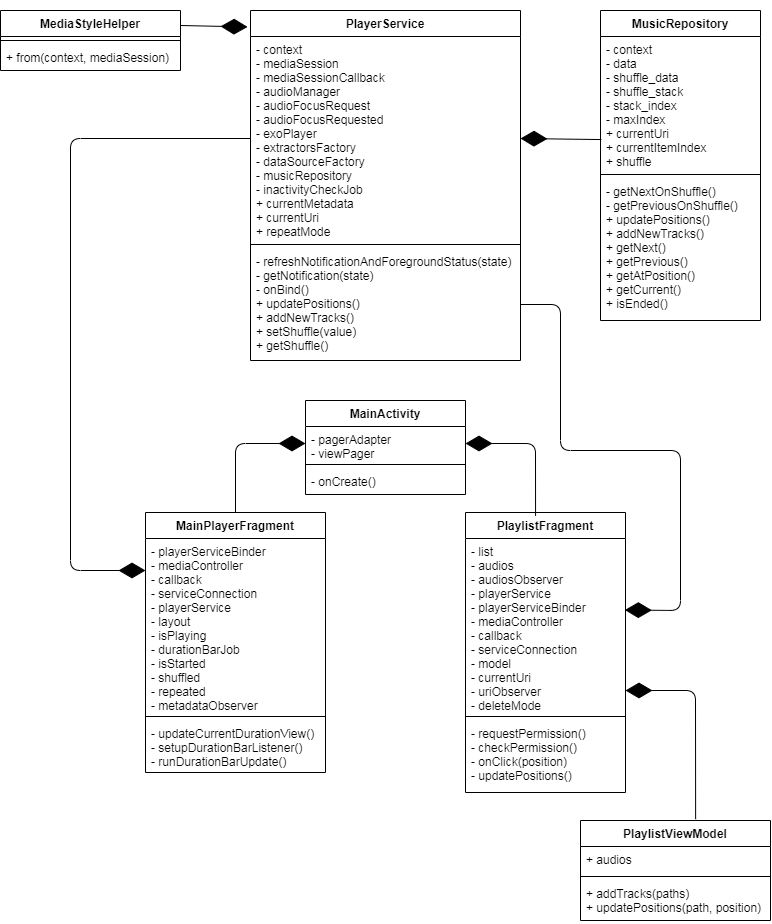 MediaStyleHelper
+ from(context, mediaSession)
PlayerService
- context
- mediaSession
- mediaSessionCallback
- audioManager
- audioFocusRequest
- audioFocusRequested
- exoPlayer
- extractorsFactory
- dataSourceFactory
- musicRepository
- inactivityCheckJob
+ currentMetadata
+ currentUri
+ repeatMode
- refreshNotificationAndForegroundStatus(state)
- getNotification(state)
- onBind()
+ updatePositions()
+ addNewTracks()
+ setShuffle(value)
+ getShuffle()
MusicRepository
- context
- data
- shuffle_data
- shuffle_stack
- stack_index
- maxIndex
+ currentUri
+ currentItemIndex
+ shuffle
- getNextOnShuffle()
- getPreviousOnShuffle()
+ updatePositions()
+ addNewTracks()
+ getNext()
+ getPrevious()
+ getAtPosition()
+ getCurrent()
+ isEnded()
MainActivity
- pagerAdapter
- viewPager
- onCreate()
MainPlayerFragment
- playerServiceBinder
- mediaController
- callback
- serviceConnection
- playerService
- layout
- isPlaying
- durationBarJob
- isStarted
- shuffled
- repeated
- metadataObserver
- updateCurrentDurationView()
- setupDurationBarListener()
- runDurationBarUpdate()
PlaylistFragment
- list
- audios
- audiosObserver
- playerService
- playerServiceBinder
- mediaController
- callback
- serviceConnection
- model
- currentUri
- uriObserver
- deleteMode
- requestPermission()
- checkPermission()
- onClick(position)
- updatePositions()
PlaylistViewModel
+ audios
+ addTracks(paths)
+ updatePositions(path, position)